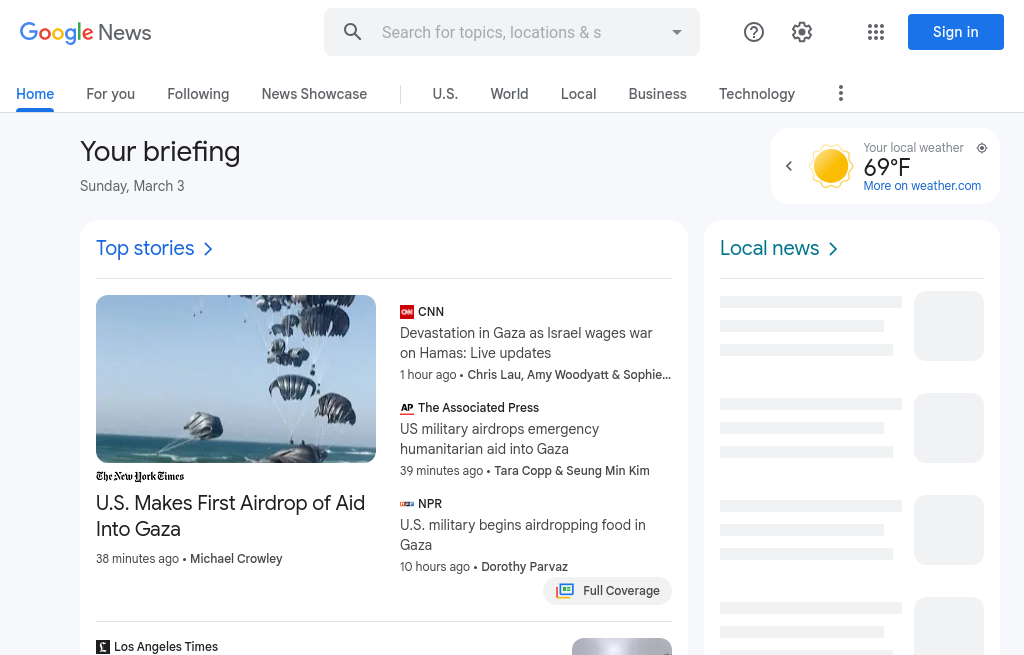 Google News
Search for topics, locations & s
Sign in
Home
For you
Following
News Showcase
U.S.
World
Local
Business
Technology
Your briefing
Sunday, March 3
Your local weather
69°F
More on weather.com
Top stories
The New York Times
U.S. Makes First Airdrop of Aid
Into Gaza
38 minutes ago • Michael Crowley
CNN
CNN
Devastation in Gaza as Israel wages war
on Hamas: Live updates
1 hour ago • Chris Lau, Amy Woodyatt & Sophie...
AP The Associated Press
US military airdrops emergency
humanitarian aid into Gaza
39 minutes ago • Tara Copp & Seung Min Kim
NPR
U.S. military begins airdropping food in
Gaza
10 hours ago • Dorothy Parvaz
Full Coverage
Los Angeles Times
Local news